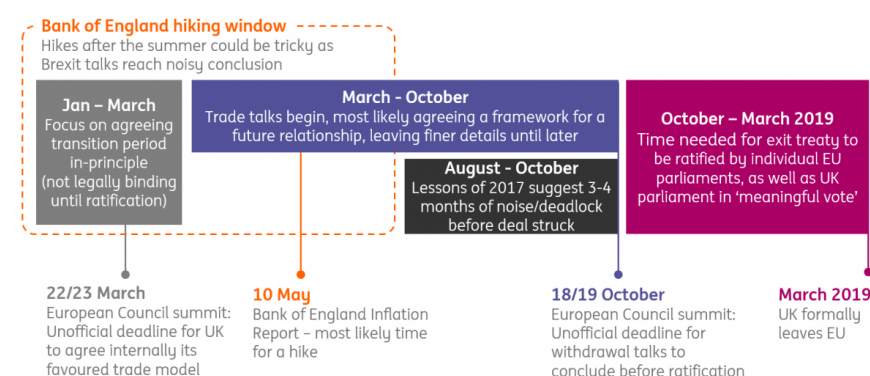 Bank of England hiking window
Hikes after the summer could be tricky as
Brexit talks reach noisy conclusion
Jan – March
Focus on agreeing
transition period
in-principle
(not legally binding
until ratification)
March - October
Trade talks begin, most likely agreeing a framework for a
future relationship, leaving finer details until later
August - October
Lessons of 2017 suggest 3-4
months of noise/deadlock
before deal struck
October – March 2019
Time needed for exit treaty to
be ratified by individual EU
parliaments, as well as UK
parliament in ‘meaningful vote’
22/23 March
European Council summit:
Unofficial deadline for UK
to agree internally its
favoured trade model
10 May
Bank of England Inflation
Report – most likely time
for a hike
18/19 October
European Council summit:
Unofficial deadline for
withdrawal talks to
conclude before ratification
March 2019
UK formally
leaves EU